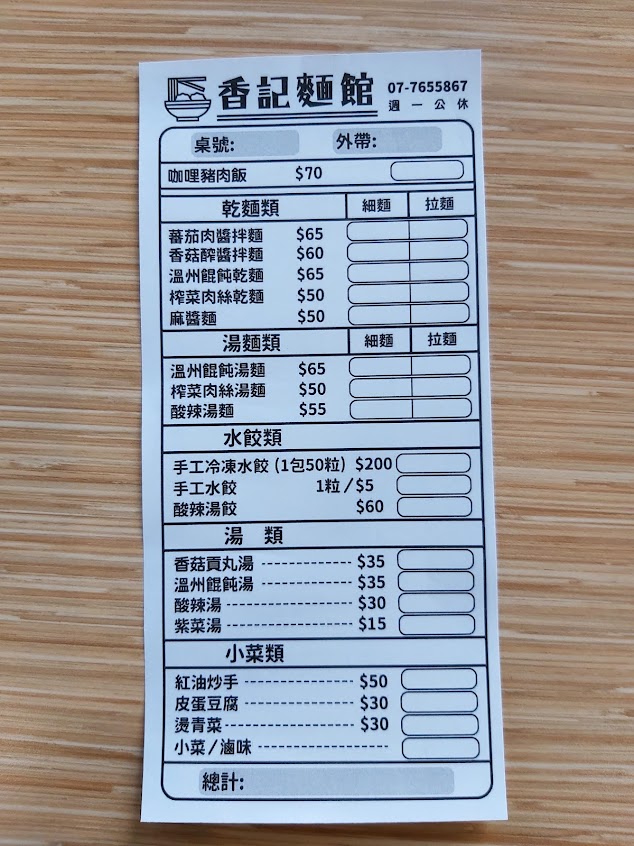 香記麵館 07-7655867
週一公休
桌號: 外帶:
咖哩豬肉飯 $70
乾麵類 細麵 拉麵
蕃茄肉醬拌麵 $65
香菇醡醬拌麵 $60
溫州餛飩乾麵 $65
榨菜肉絲乾麵 $50
麻醬麵 $50
湯麵類 細麵 拉麵
溫州餛飩湯麵 $65
榨菜肉絲湯麵 $50
酸辣湯麵 $55
水餃類
手工冷凍水餃 (1包50粒) $200
手工水餃 1粒/$5
酸辣湯餃 $60
湯 類
香菇貢丸湯 $35
溫州餛飩湯 $35
酸辣湯 $30
紫菜湯 $15
小菜類
紅油炒手 $50
皮蛋豆腐 $30
燙青菜 $30
小菜/滷味
總計: